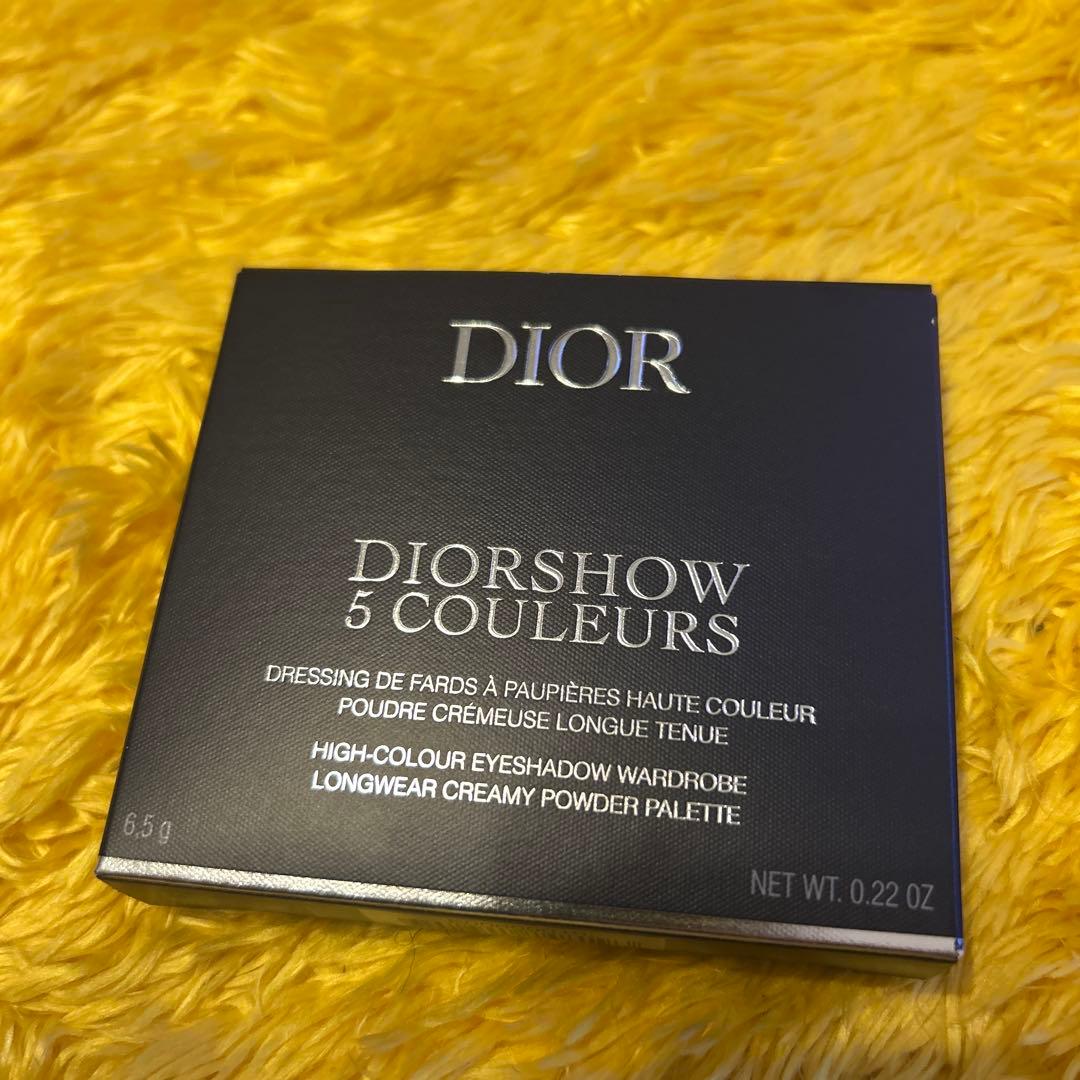 DIOR
DIORSHOW
5 COULEURS
DRESSING DE FARDS À PAUPIÈRES HAUTE COULEUR
POUDRE CRÉMEUSE LONGUE TENUE
HIGH-COLOUR EYESHADOW WARDROBE
LONGWEAR CREAMY POWDER PALETTE
6,5 g
NET WT. 0.22 OZ